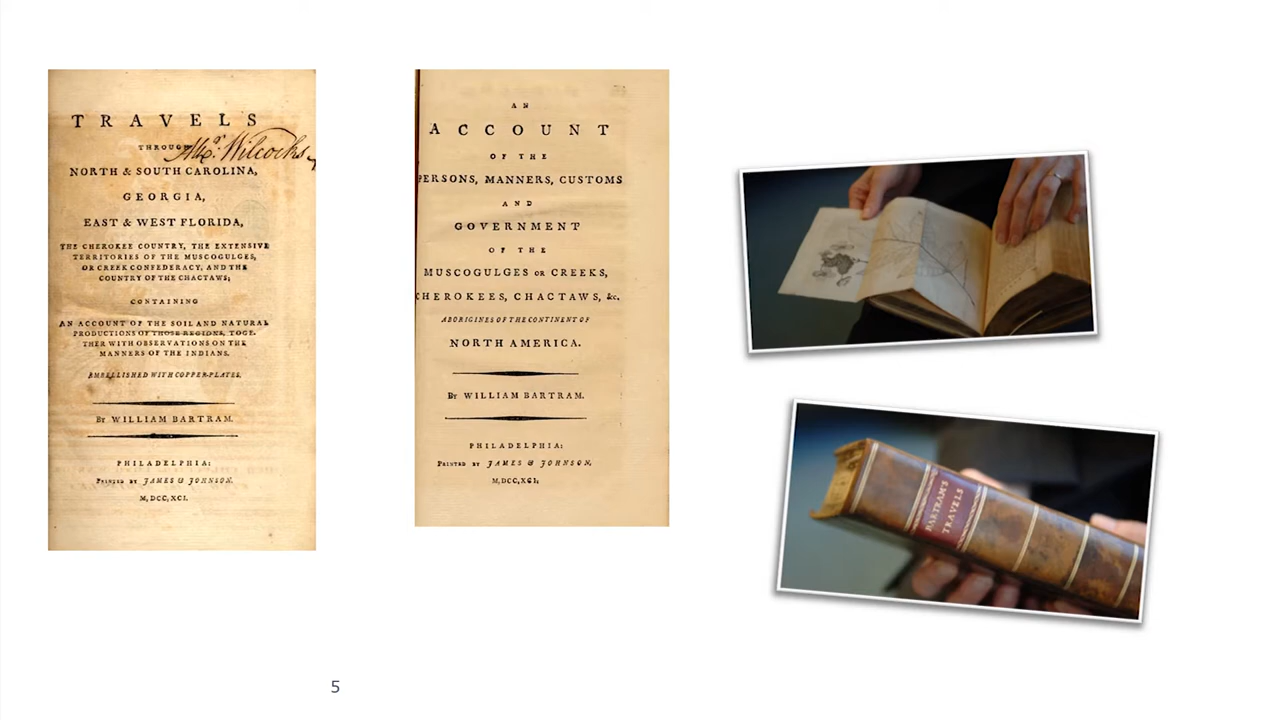 TRAVELS
THROUGH
NORTH & SOUTH CAROLINA,
GEORGIA,
EAST & WEST FLORIDA,
THE CHEROKEE COUNTRY, THE EXTENSIVE
TERRITORIES OF THE MUSCOGULGES,
OR CREEK CONFEDERACY, AND THE
COUNTRY OF THE CHACTAWS;
CONTAINING
AN ACCOUNT OF THE SOIL AND NATURAL
PRODUCTIONS OF THOSE REGIONS, TOGE-
THER WITH OBSERVATIONS ON THE
MANNERS OF THE INDIANS.
EMBELLISHED WITH COPPER-PLATES.
BY WILLIAM BARTRAM.
PHILADELPHIA:
PRINTED BY JAMES & JOHNSON.
M,DCC,XCI.
Wilcocks
AN
ACCOUNT
OF THE
PERSONS, MANNERS, CUSTOMS
AND
GOVERNMENT
OF THE
MUSCOGULGES OR CREEKS,
CHEROKEES, CHACTAWS, &c.
ABORIGINES OF THE CONTINENT OF
NORTH AMERICA.
BY WILLIAM BARTRAM.
PHILADELPHIA:
PRINTED BY JAMES & JOHNSON,
M,DCC,XCI.
BARTRAM'S
TRAVELS
5